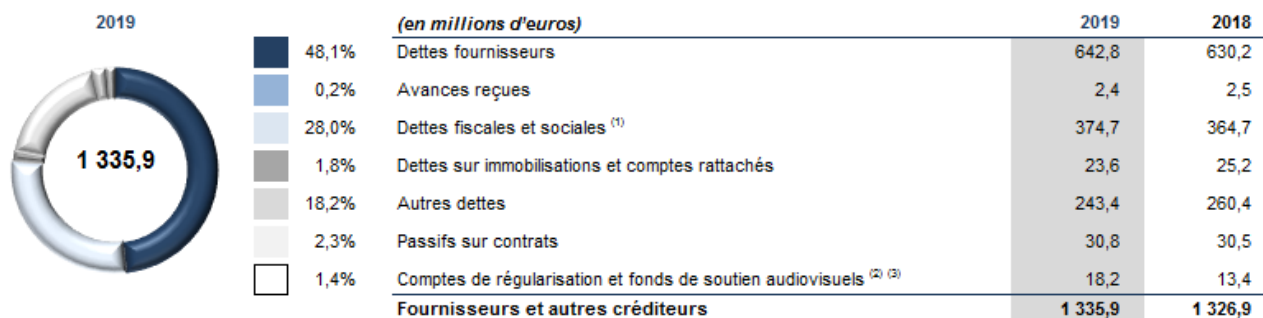 2019 (en millions d'euros) 2019 2018
48,1% Dettes fournisseurs 642,8 630,2
0,2% Avances reçues 2,4 2,5
28,0% Dettes fiscales et sociales (1) 374,7 364,7
1 335,9
1,8% Dettes sur immobilisations et comptes rattachés 23,6 25,2
18,2% Autres dettes 243,4 260,4
2,3% Passifs sur contrats 30,8 30,5
1,4% Comptes de régularisation et fonds de soutien audiovisuels (2) (3) 18,2 13,4
Fournisseurs et autres créditeurs 1 335,9 1 326,9